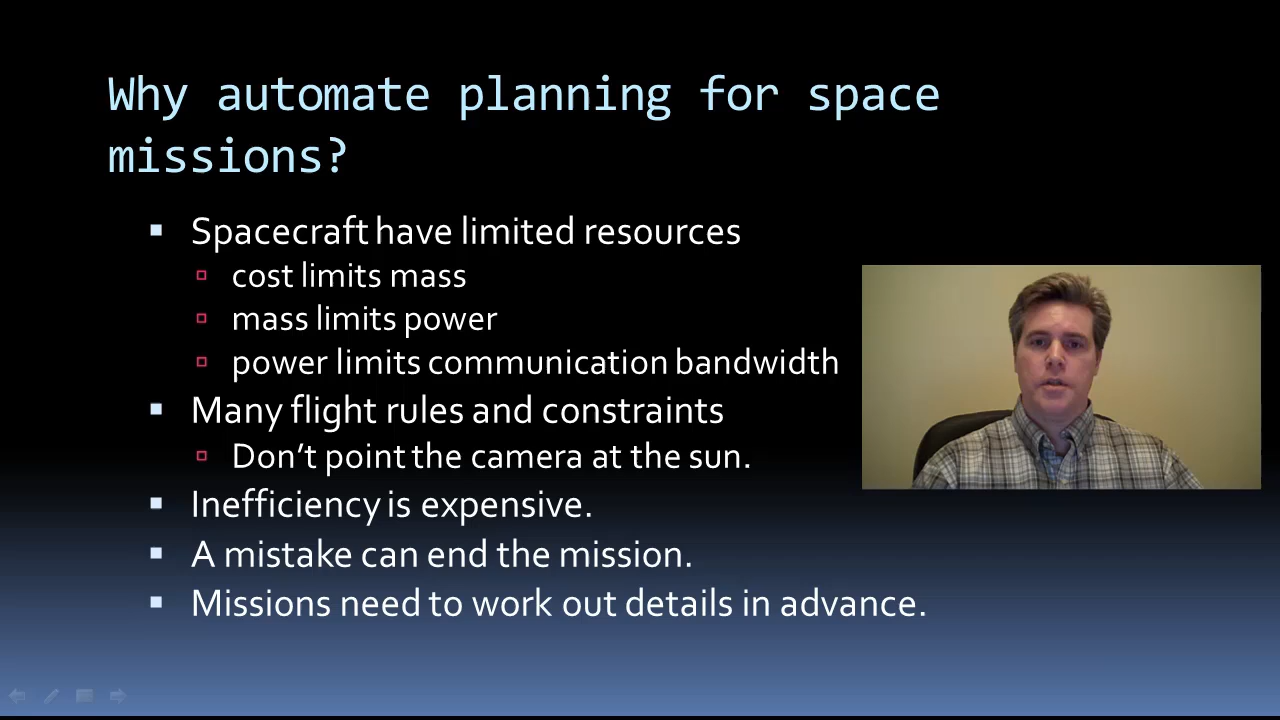 Why automate planning for space
missions?
Spacecraft have limited resources
cost limits mass
mass limits power
power limits communication bandwidth
Many flight rules and constraints
Don’t point the camera at the sun.
Inefficiency is expensive.
A mistake can end the mission.
Missions need to work out details in advance.